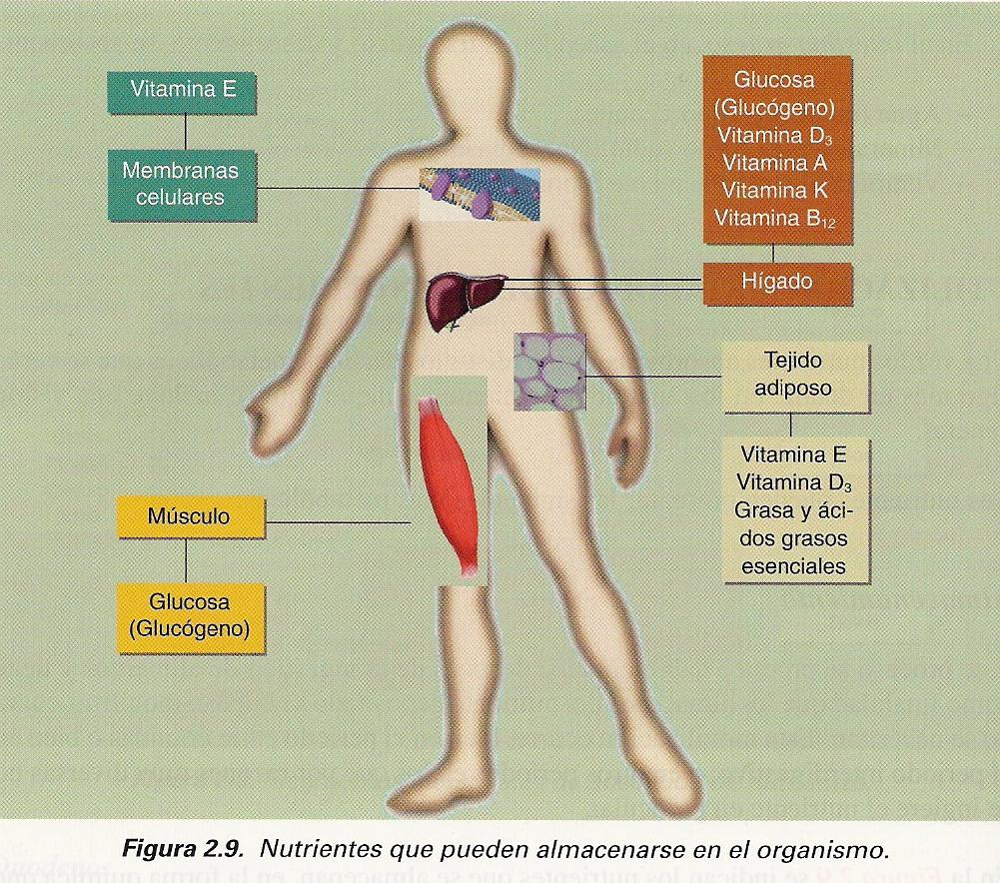 Vitamina E
Membranas
celulares
Glucosa
(Glucógeno)
Vitamina D₃
Vitamina A
Vitamina K
Vitamina B₁₂
Hígado
Tejido
adiposo
Vitamina E
Vitamina D₃
Grasa y áci-
dos grasos
esenciales
Músculo
Glucosa
(Glucógeno)
Figura 2.9. Nutrientes que pueden almacenarse en el organismo.